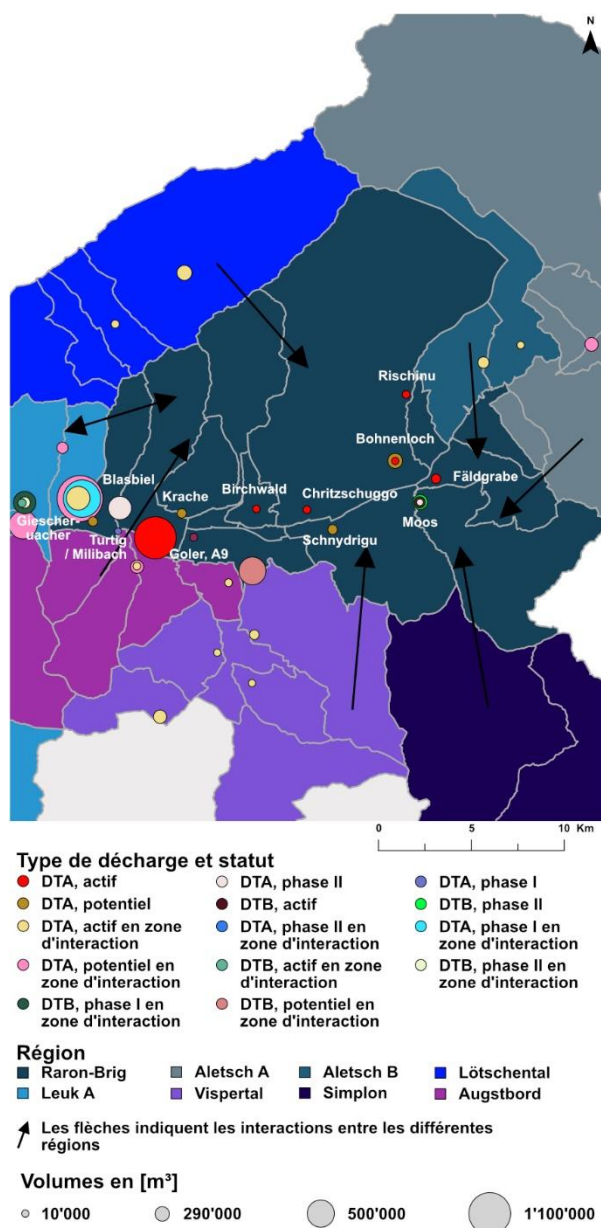 N
Rischinu
Bohnenloch
Blasbiel
Fäldgrabe
Krache
Birchwald
Chritzschuggo
Moos
Giescher-
uacher
Turtig
/ Milibach
Goler, A9
Schnydrigu
0 5 10 Km
Type de décharge et statut
DTA, actif
DTA, phase II
DTA, phase I
DTA, potentiel
DTB, actif
DTB, phase II
DTA, actif en zone
d'interaction
DTA, phase II en
zone d'interaction
DTA, phase I en
zone d'interaction
DTA, potentiel en
zone d'interaction
DTB, actif en zone
d'interaction
DTB, phase II en
zone d'interaction
DTB, phase I en
zone d'interaction
DTB, potentiel en
zone d'interaction
Région
Raron-Brig Aletsch A Aletsch B Lötschental
Leuk A Vispertal Simplon Augstbord
Les flèches indiquent les interactions entre les différentes
régions
Volumes en [m³]
10'000 290'000 500'000 1'100'000